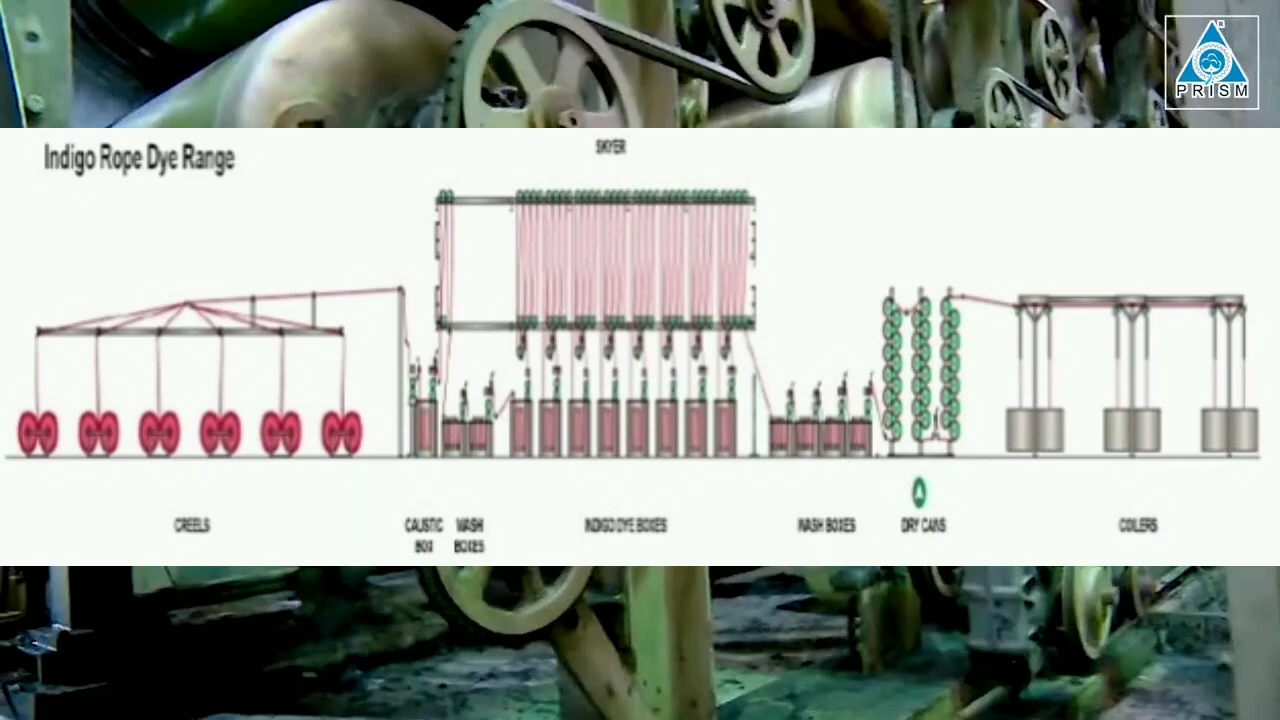 R
PRISM
Indigo Rope Dye Range
SKYER
CREELS
CAUSTIC
BOX
WASH
BOXES
INDIGO DYE BOXES
WASH BOXES
DRY CANS
COILERS